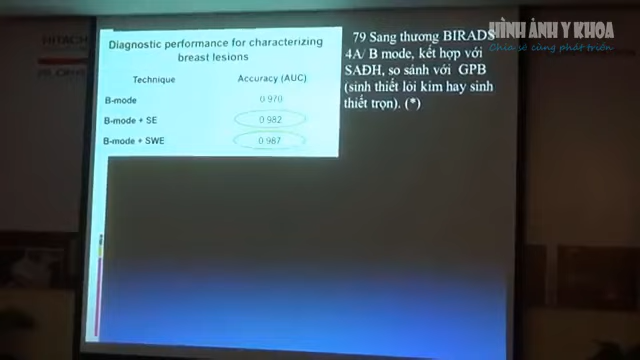 HÌNH ẢNH Y KHOA
Chia sẻ cùng phát triển
HITACHI
Diagnostic performance for characterizing
breast lesions
Technique Accuracy (AUC)
B-mode 0.970
B-mode + SE 0.982
B-mode + SWE 0.987
79 Sang thương BIRADS
4A/ B mode, kết hợp với
SAĐH, so sánh với GPB
(sinh thiết lõi kim hay sinh
thiết trọn). (*)